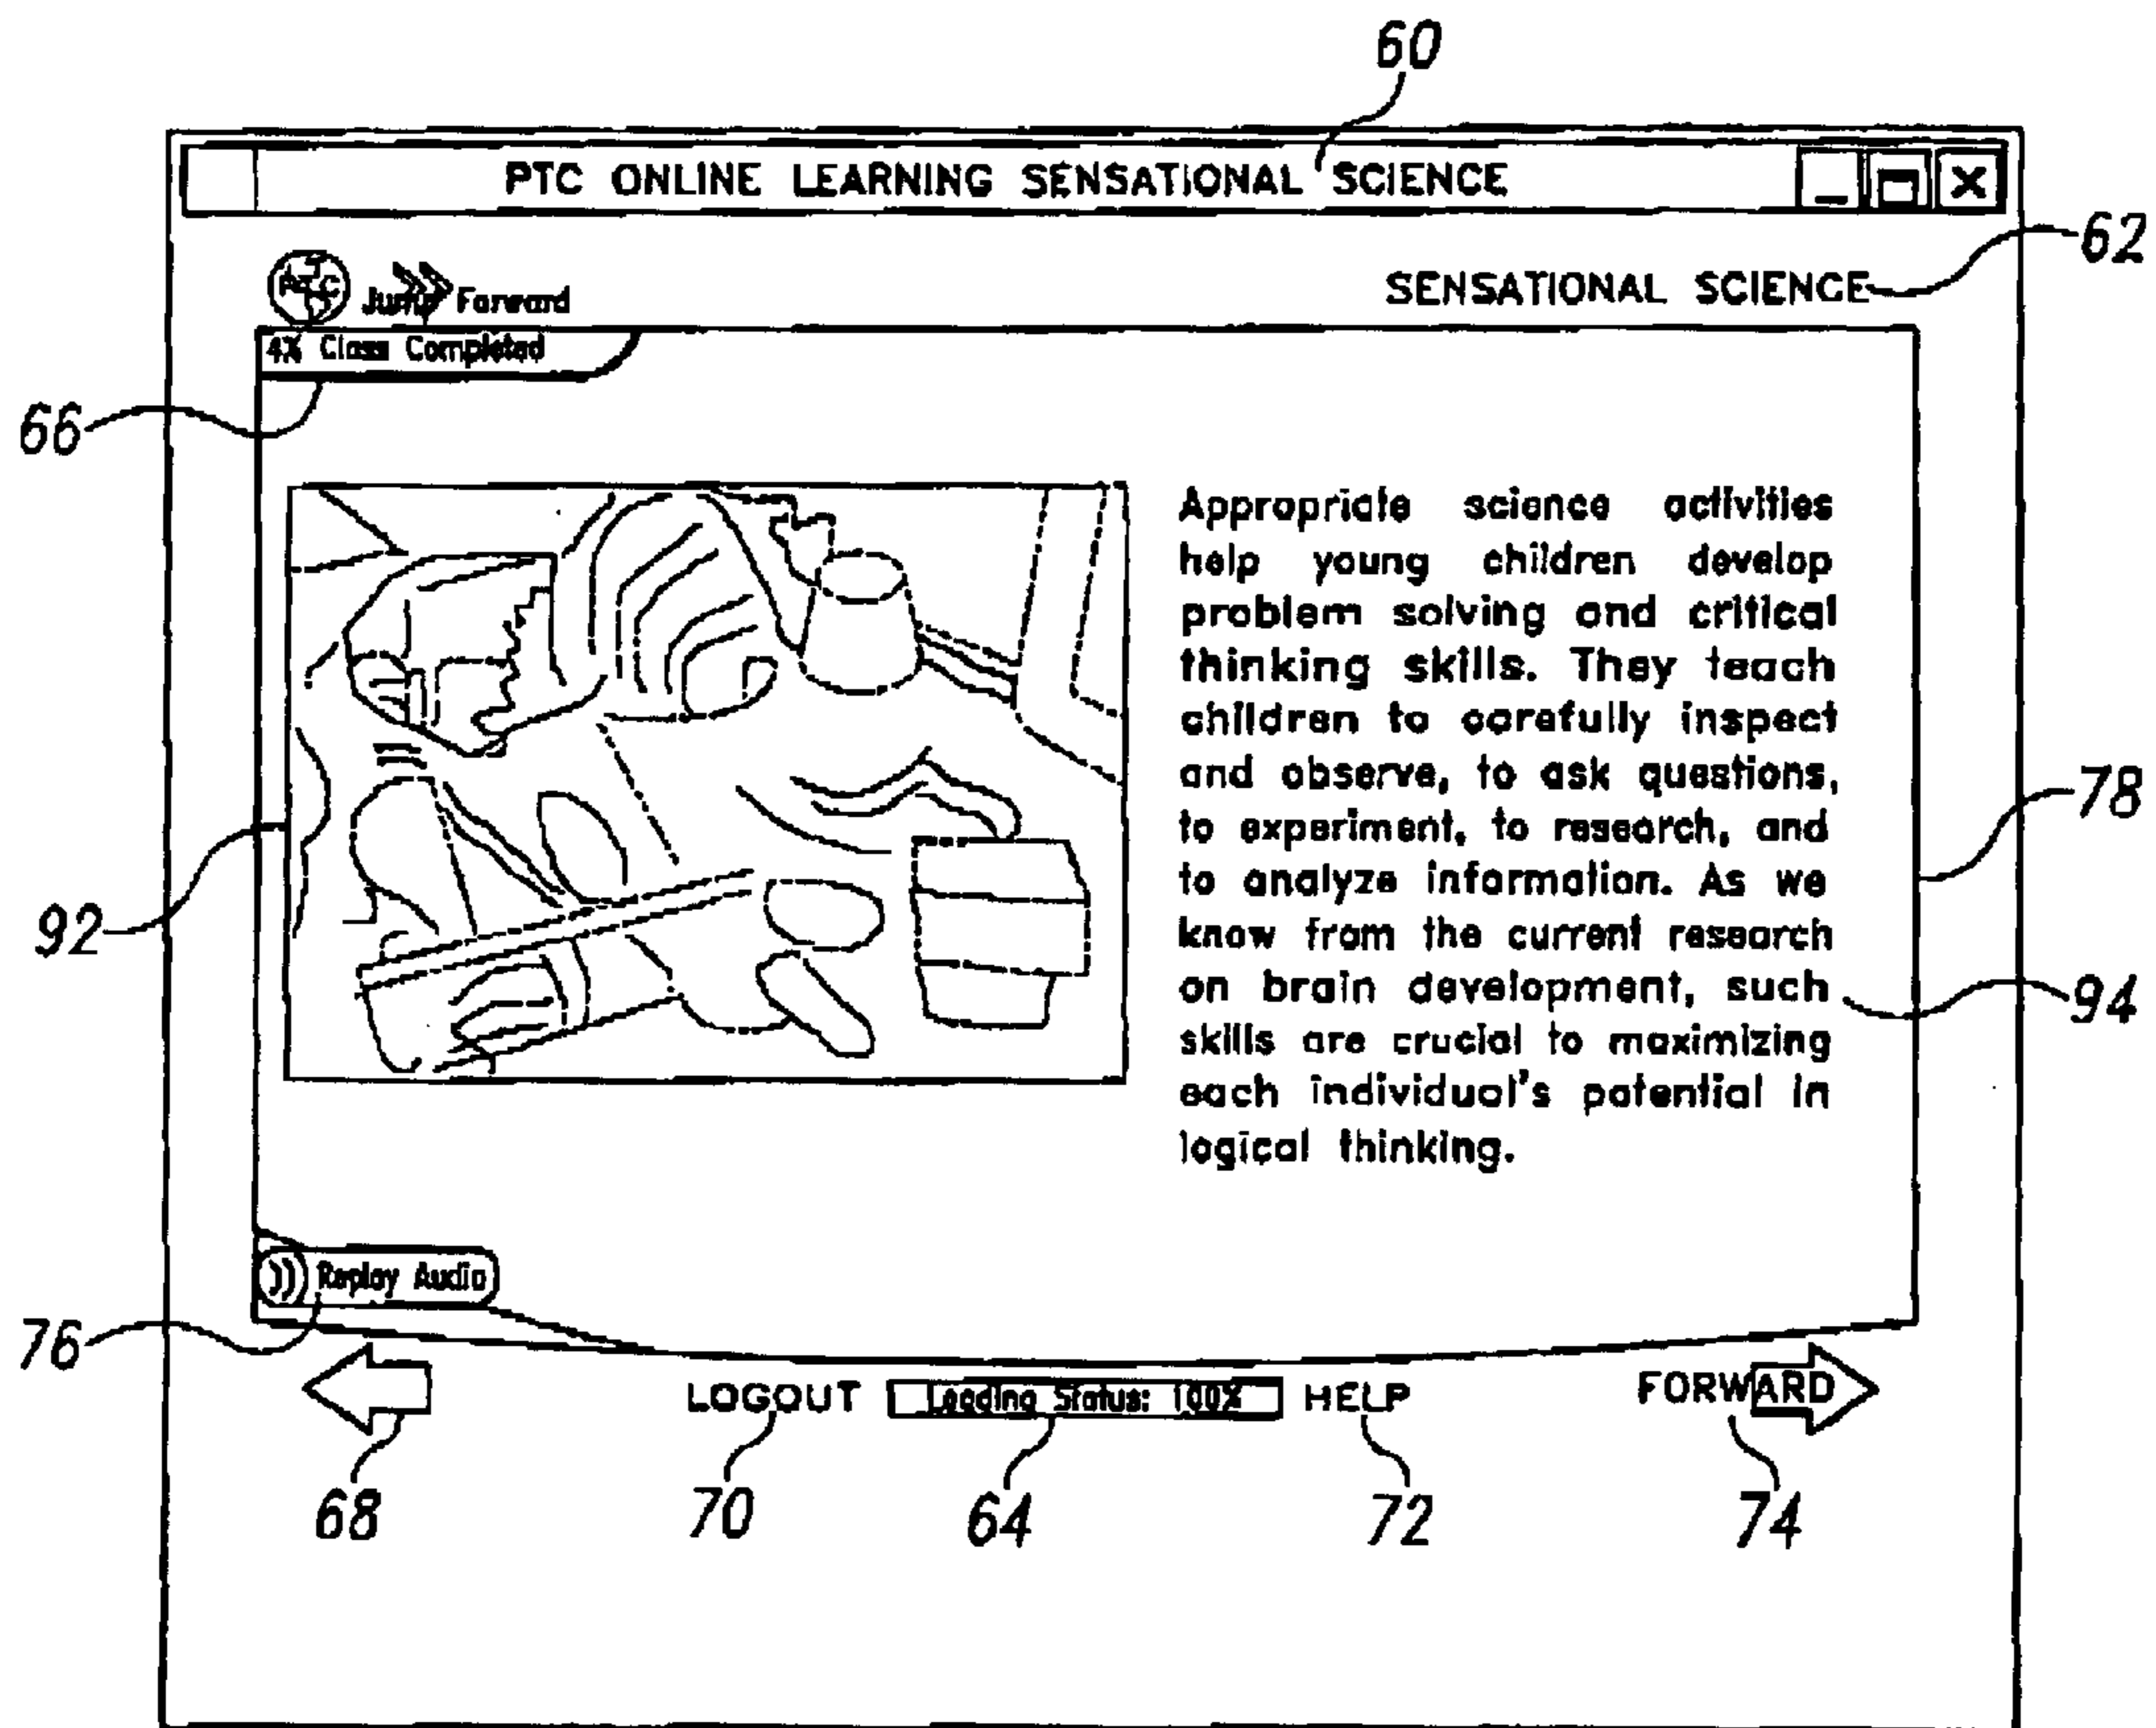 60
PTC ONLINE LEARNING SENSATIONAL SCIENCE
62
PTC Jump Forward
SENSATIONAL SCIENCE
4% Class Completed
66
Appropriate science activities
help young children develop
problem solving and critical
thinking skills. They teach
children to carefully inspect
and observe, to ask questions,
to experiment, to research, and
to analyze information. As we
know from the current research
on brain development, such
skills are crucial to maximizing
each individual's potential in
logical thinking.
78
92
94
Replay Audio
76
LOGOUT Loading Status: 100% HELP FORWARD
68 70 64 72 74